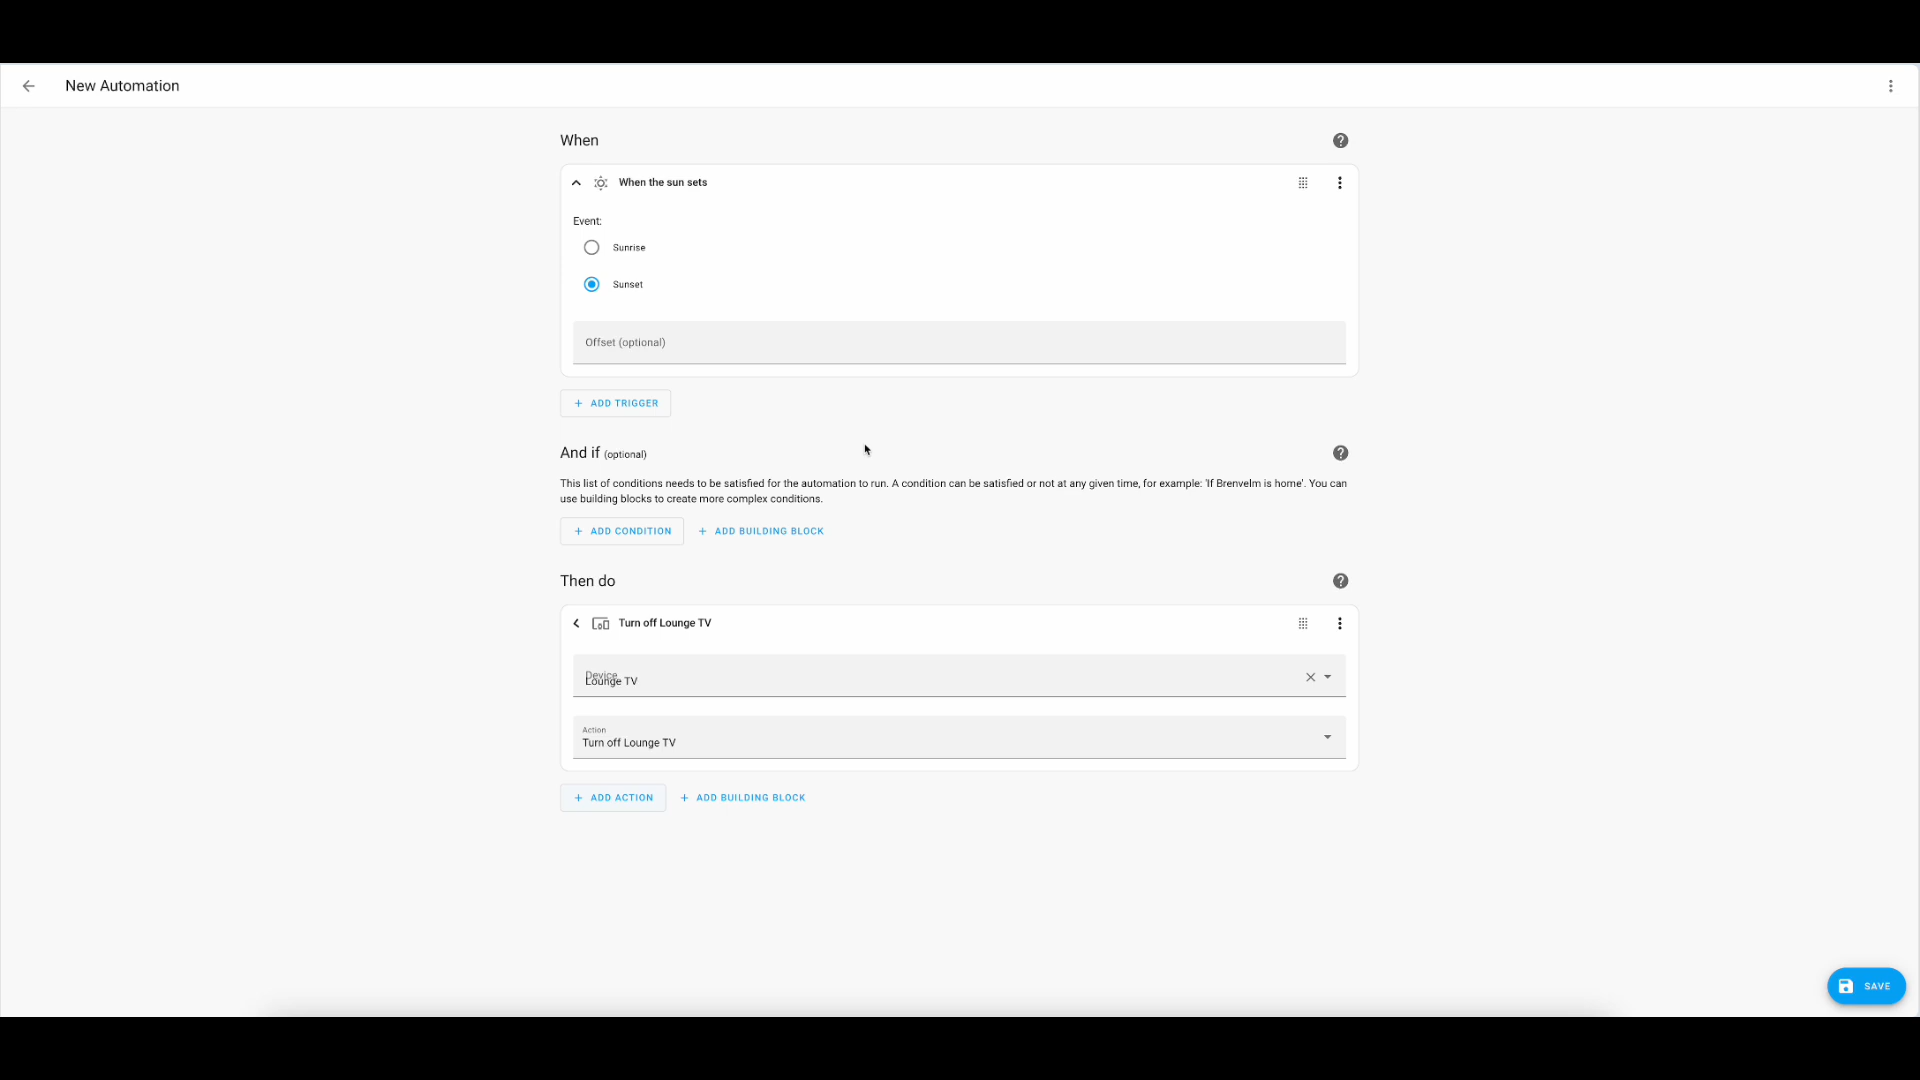 New Automation
When
When the sun sets
Event:
Sunrise
Sunset
Offset (optional)
ADD TRIGGER
And if (optional)
This list of conditions needs to be satisfied for the automation to run. A condition can be satisfied or not at any given time, for example: 'If Brenvelm is home'. You can
use building blocks to create more complex conditions.
ADD CONDITION ADD BUILDING BLOCK
Then do
Turn off Lounge TV
Device
Lounge TV
Action
Turn off Lounge TV
ADD ACTION ADD BUILDING BLOCK
SAVE